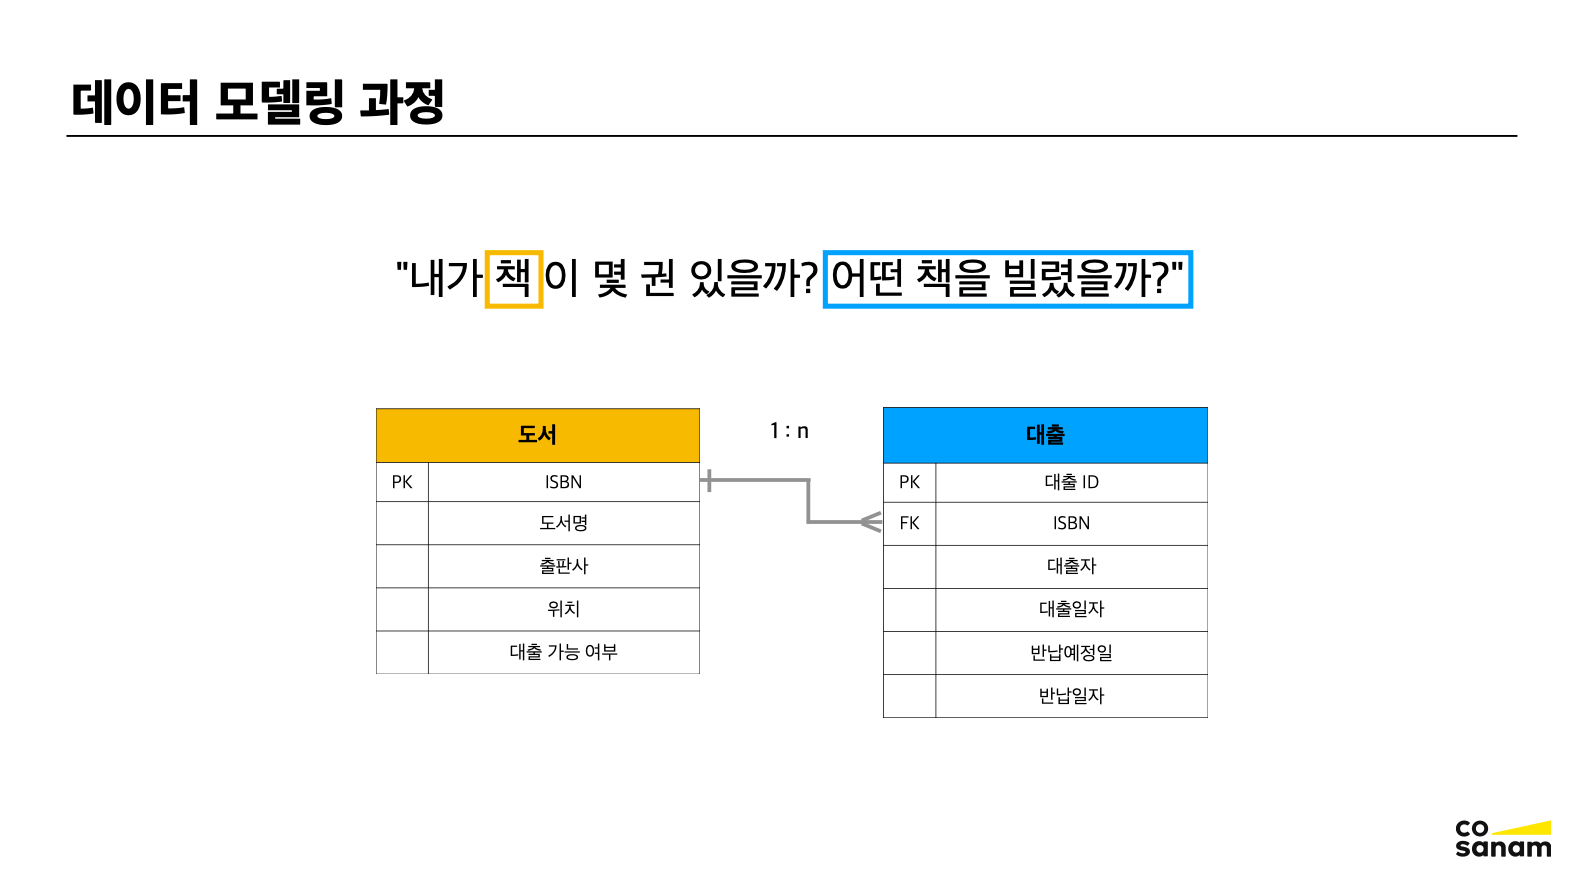 데이터 모델링 과정
"내가 책이 몇 권 있을까? 어떤 책을 빌렸을까?"
도서
PK ISBN
도서명
출판사
위치
대출 가능 여부
1 : n
대출
PK 대출 ID
FK ISBN
대출자
대출일자
반납예정일
반납일자
co
sanam